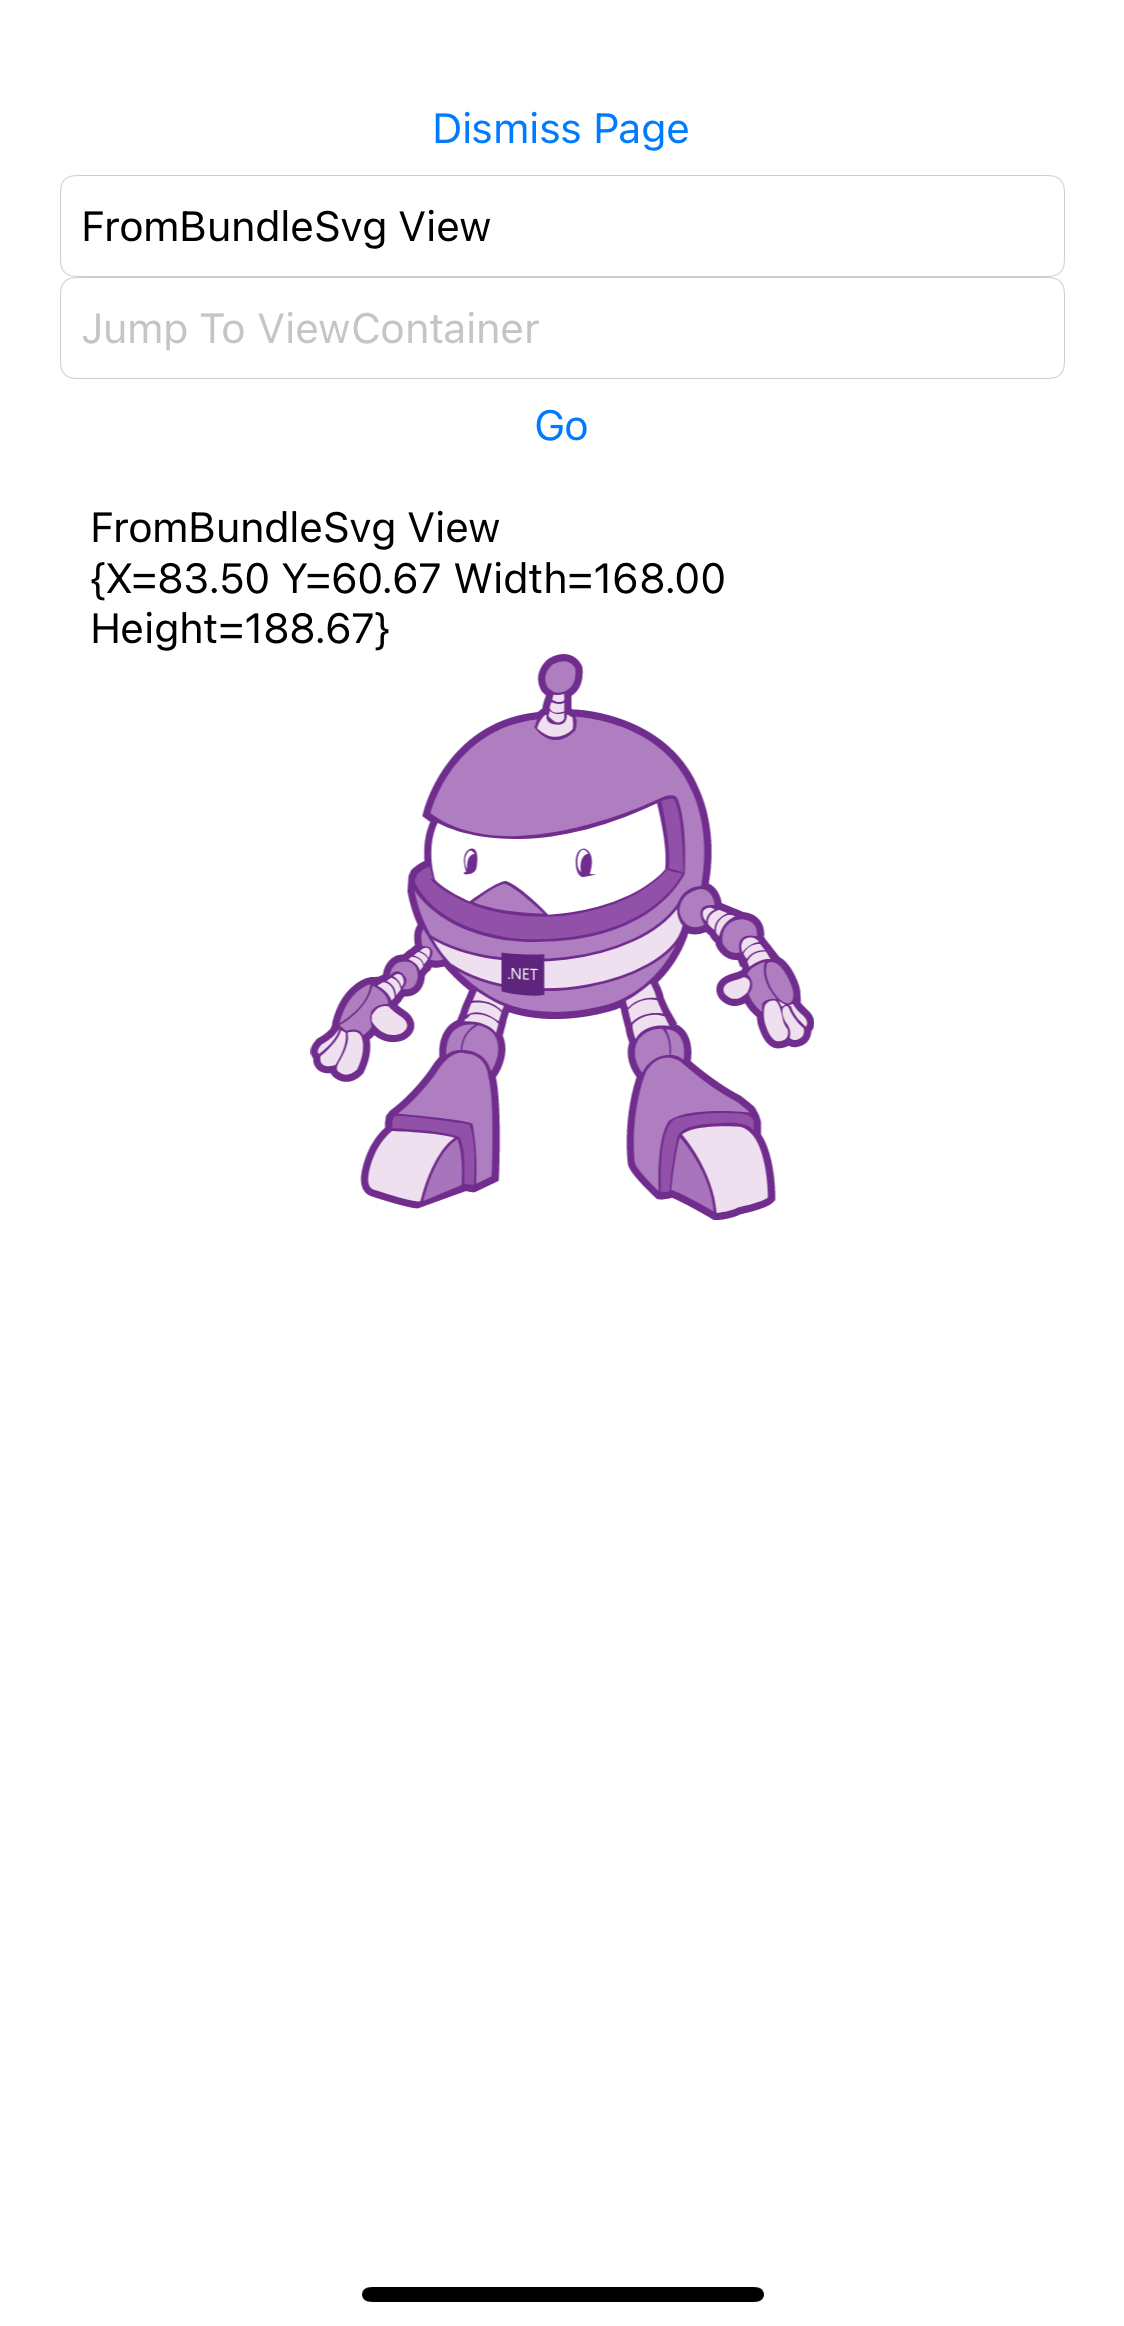 Dismiss Page
FromBundleSvg View
Jump To ViewContainer
Go
FromBundleSvg View
{X=83.50 Y=60.67 Width=168.00
Height=188.67}
.NET